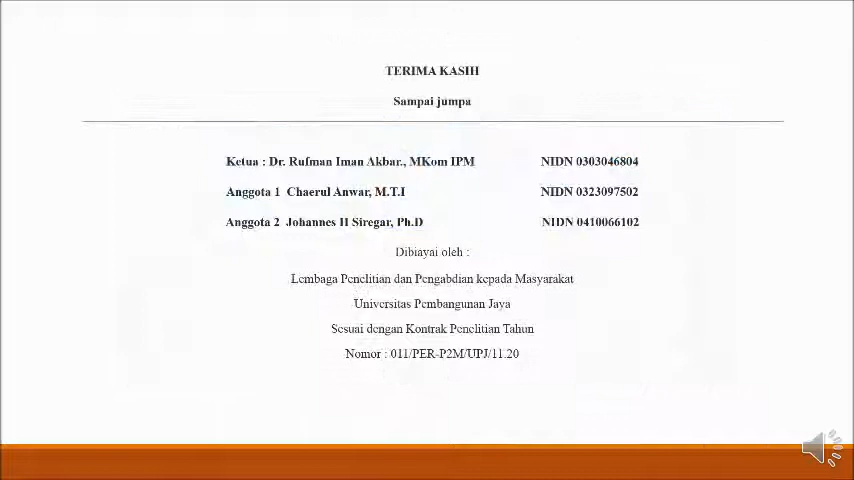 TERIMA KASIH
Sampai jumpa
Ketua : Dr. Rufman Iman Akbar., MKom IPM NIDN 0303046804
Anggota 1 Chaerul Anwar, M.T.I NIDN 0323097502
Anggota 2 Johannes H Siregar, Ph.D NIDN 0410066102
Dibiayai oleh :
Lembaga Penelitian dan Pengabdian kepada Masyarakat
Universitas Pembangunan Jaya
Sesuai dengan Kontrak Penelitian Tahun
Nomor : 011/PER-P2M/UPJ/11.20